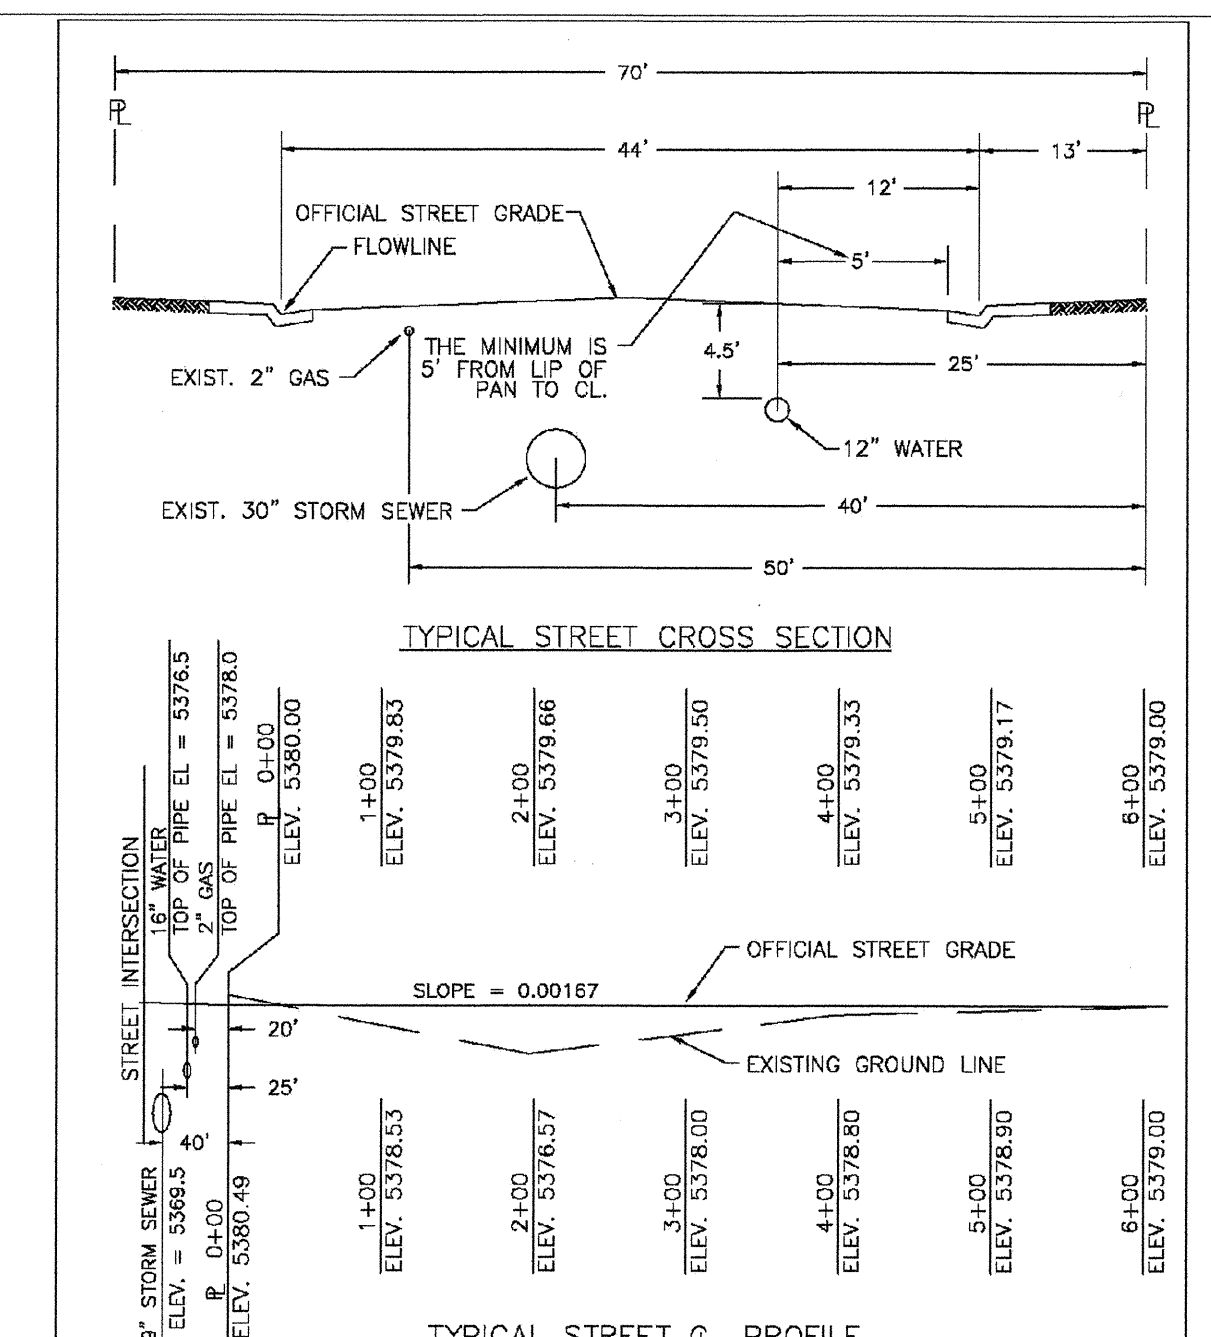 70'
PL
PL
44'
13'
12'
OFFICIAL STREET GRADE
FLOWLINE
5'
THE MINIMUM IS
5' FROM LIP OF
PAN TO CL.
4.5'
25'
EXIST. 2" GAS
12" WATER
EXIST. 30" STORM SEWER
40'
50'
TYPICAL STREET CROSS SECTION
STREET INTERSECTION
16" WATER
TOP OF PIPE EL = 5376.5
2" GAS
TOP OF PIPE EL = 5378.0
PL 0+00
ELEV. 5380.00
1+00
ELEV. 5379.83
2+00
ELEV. 5379.66
3+00
ELEV. 5379.50
4+00
ELEV. 5379.33
5+00
ELEV. 5379.17
6+00
ELEV. 5379.00
OFFICIAL STREET GRADE
SLOPE = 0.00167
20'
EXISTING GROUND LINE
25'
40'
9" STORM SEWER
ELEV. = 5369.5
PL 0+00
ELEV. 5380.49
1+00
ELEV. 5378.53
2+00
ELEV. 5376.57
3+00
ELEV. 5378.00
4+00
ELEV. 5378.80
5+00
ELEV. 5378.90
6+00
ELEV. 5379.00
TYPICAL STREET CL PROFILE